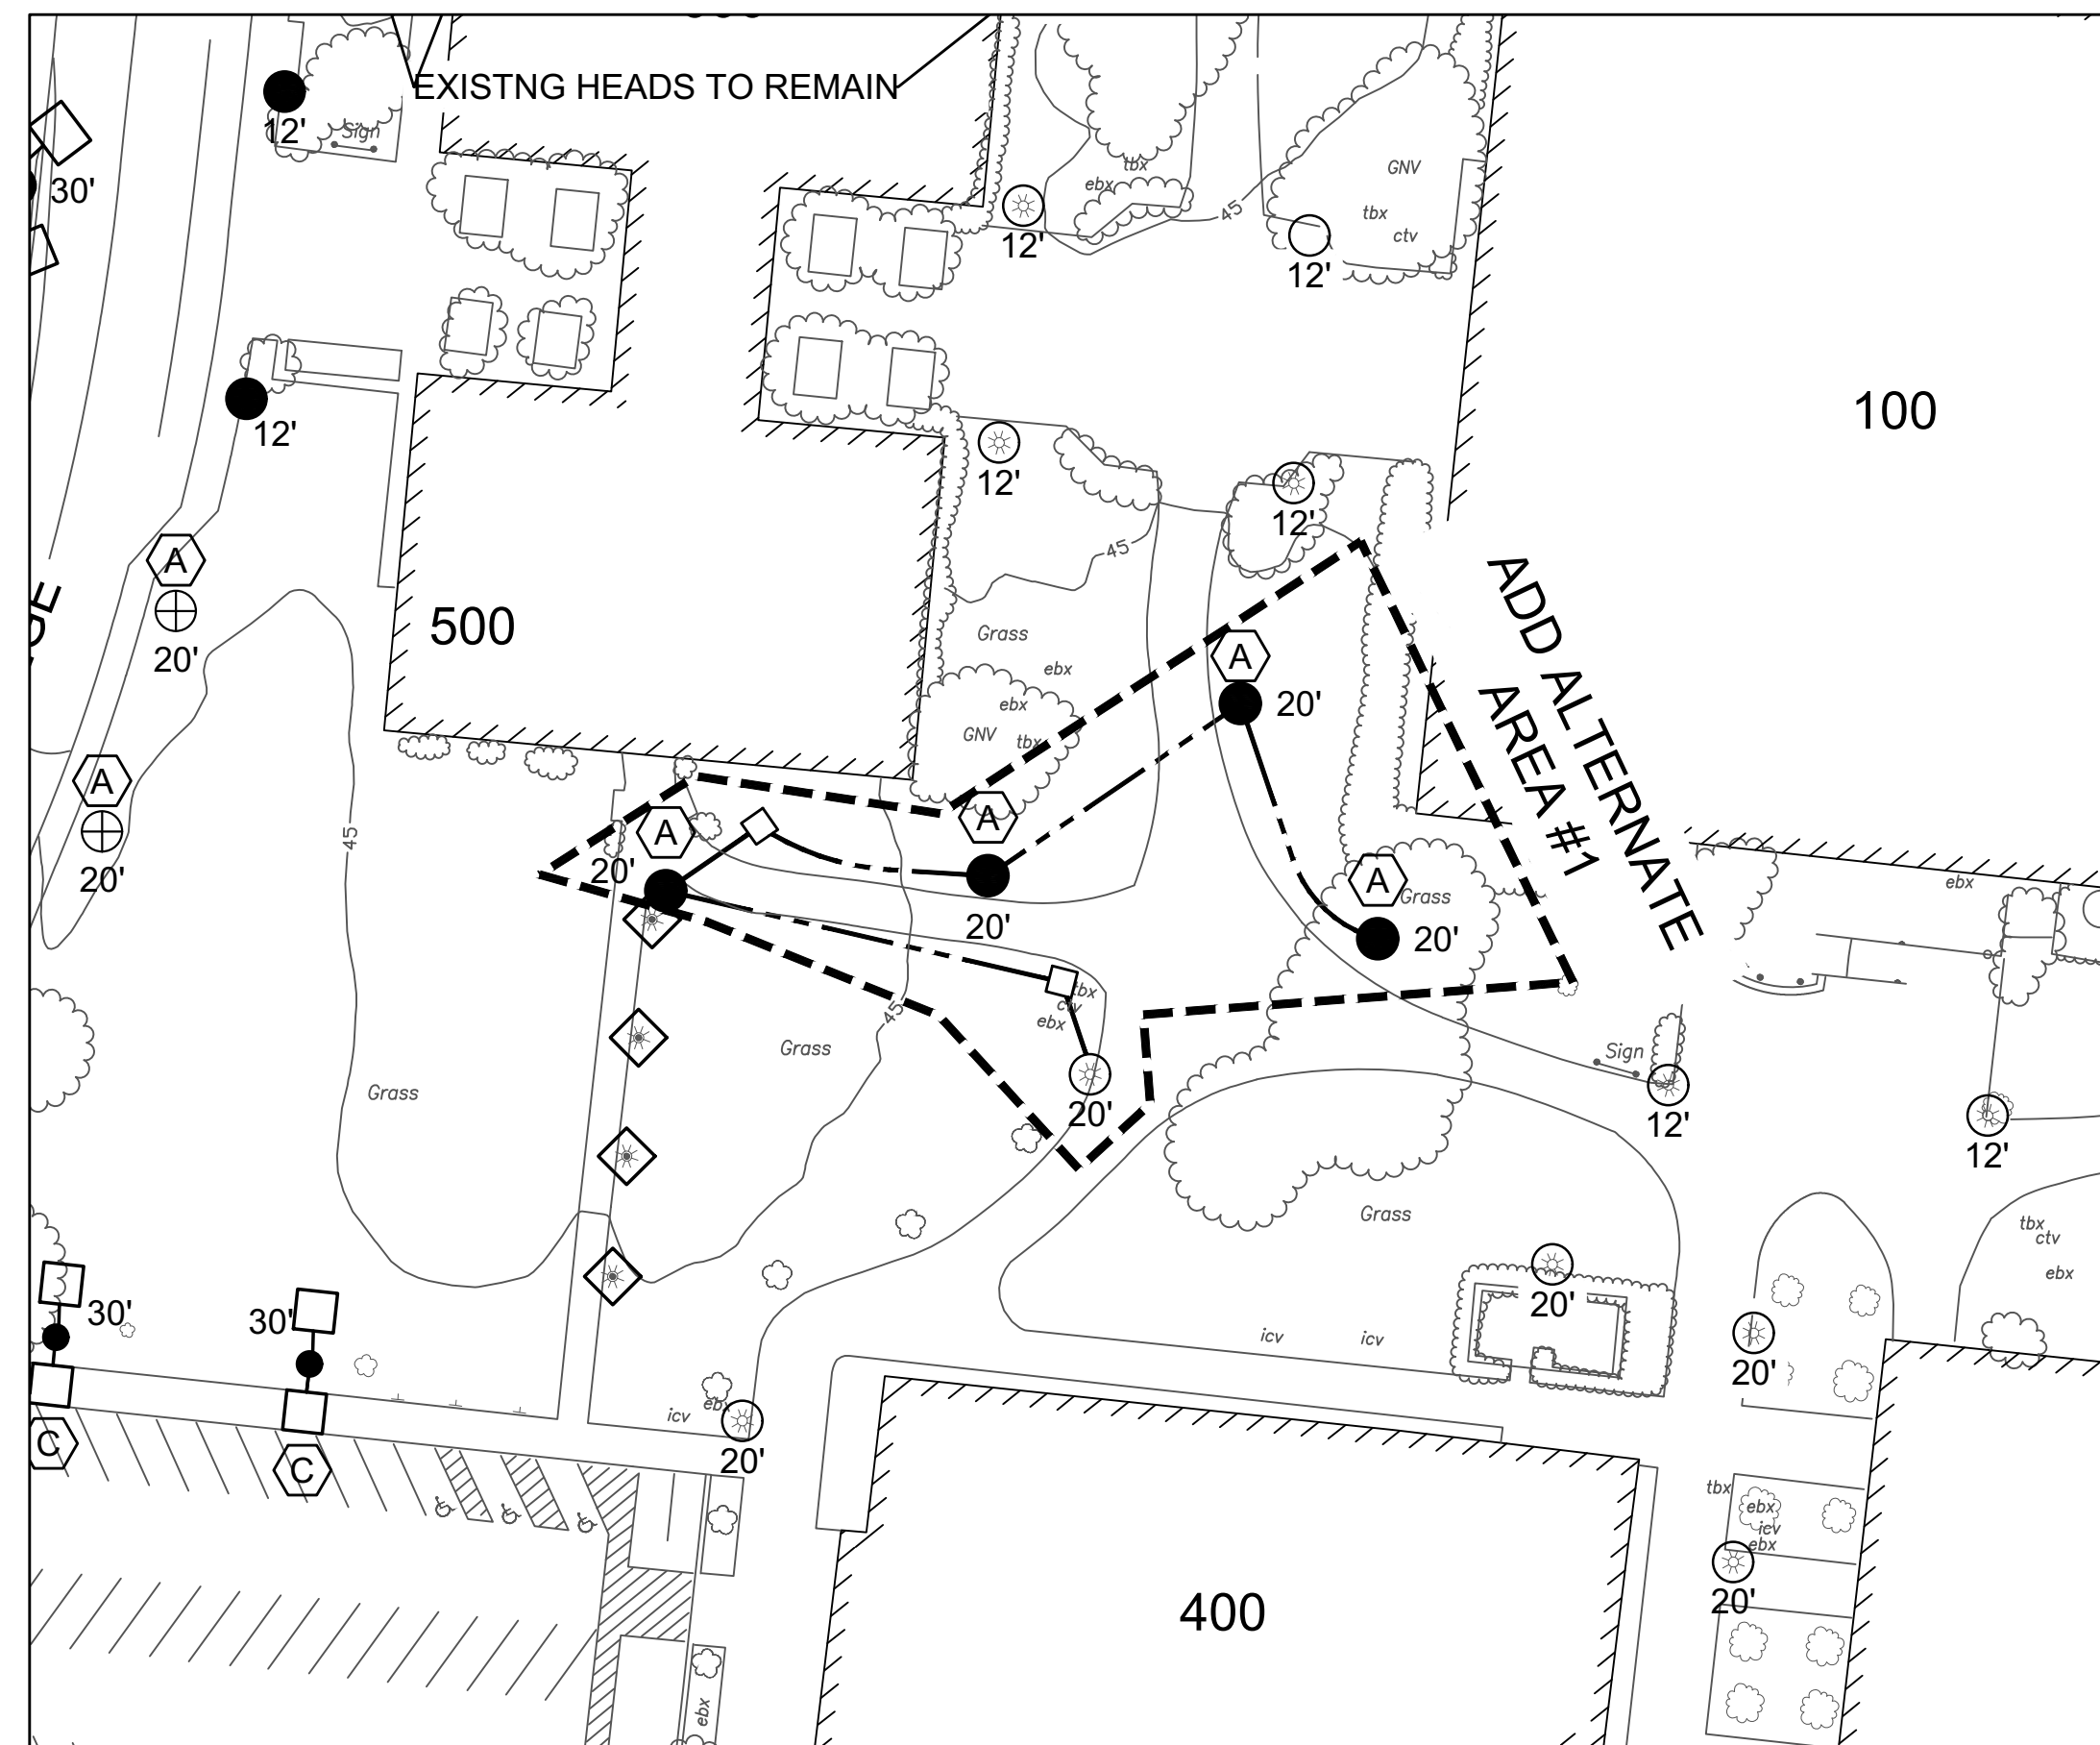 EXISTNG HEADS TO REMAIN
12'
Sign
30'
tbx
ebx
GNV
45
tbx
ctv
12'
12'
100
12'
12'
12'
45
A
500
20'
Grass
ebx
A
20'
ebx
GNV
tbx
ADD ALTERNATE
AREA #1
A
20'
A
20'
A
20'
45
A
Grass
20'
ebx
20'
tbx
ctv
ebx
45
Grass
Sign
20'
12'
12'
Grass
Grass
tbx
ctv
ebx
20'
30'
30'
icv
icv
20'
ebx
icv
20'
C
C
tbx
ebx
icv
ebx
20'
400
ebx